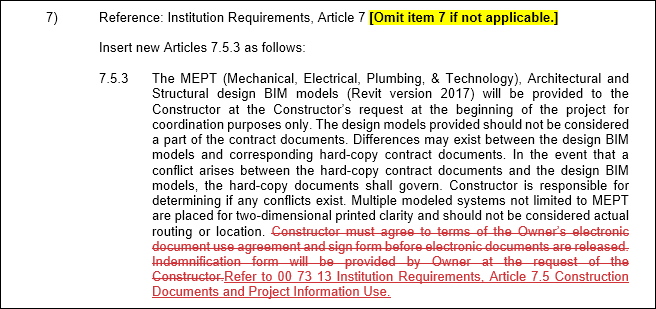 7) Reference: Institution Requirements, Article 7 [Omit item 7 if not applicable.]
Insert new Articles 7.5.3 as follows:
7.5.3 The MEPT (Mechanical, Electrical, Plumbing, & Technology), Architectural and
Structural design BIM models (Revit version 2017) will be provided to the
Constructor at the Constructor's request at the beginning of the project for
coordination purposes only. The design models provided should not be considered
a part of the contract documents. Differences may exist between the design BIM
models and corresponding hard-copy contract documents. In the event that a
conflict arises between the hard-copy contract documents and the design BIM
models, the hard-copy documents shall govern. Constructor is responsible for
determining if any conflicts exist. Multiple modeled systems not limited to MEPT
are placed for two-dimensional printed clarity and should not be considered actual
routing or location. Constructor must agree to terms of the Owner's electronic
document use agreement and sign form before electronic documents are released.
Indemnification form will be provided by Owner at the request of the
Constructor.Refer to 00 73 13 Institution Requirements, Article 7.5 Construction
Documents and Project Information Use.